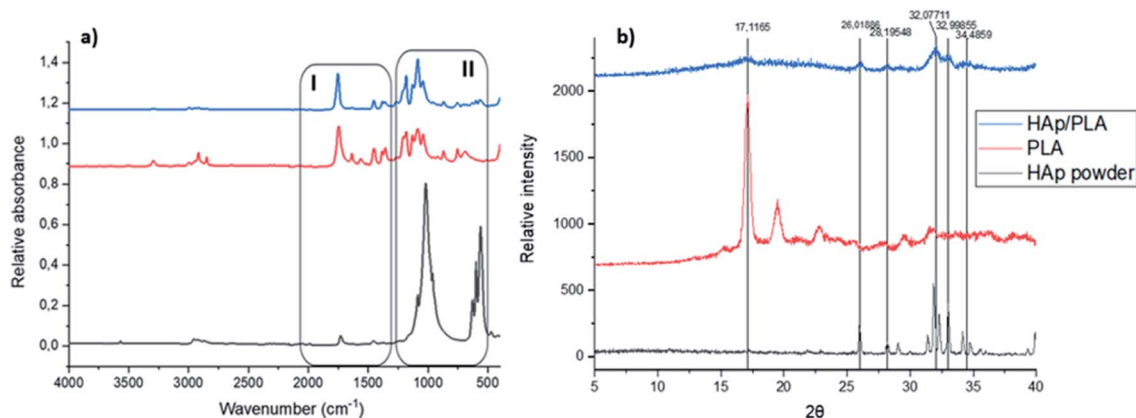 a)
I
II
1,4
1,2
1,0
0,8
0,6
0,4
0,2
0,0
Relative absorbance
4000 3500 3000 2500 2000 1500 1000 500
Wavenumber (cm-1)
b)
17,1165
26,01886
28,19548
32,07711
32,99855
34,4859
2000
1500
1000
500
0
Relative intensity
5 10 15 20 25 30 35 40
2θ
HAp/PLA
PLA
HAp powder